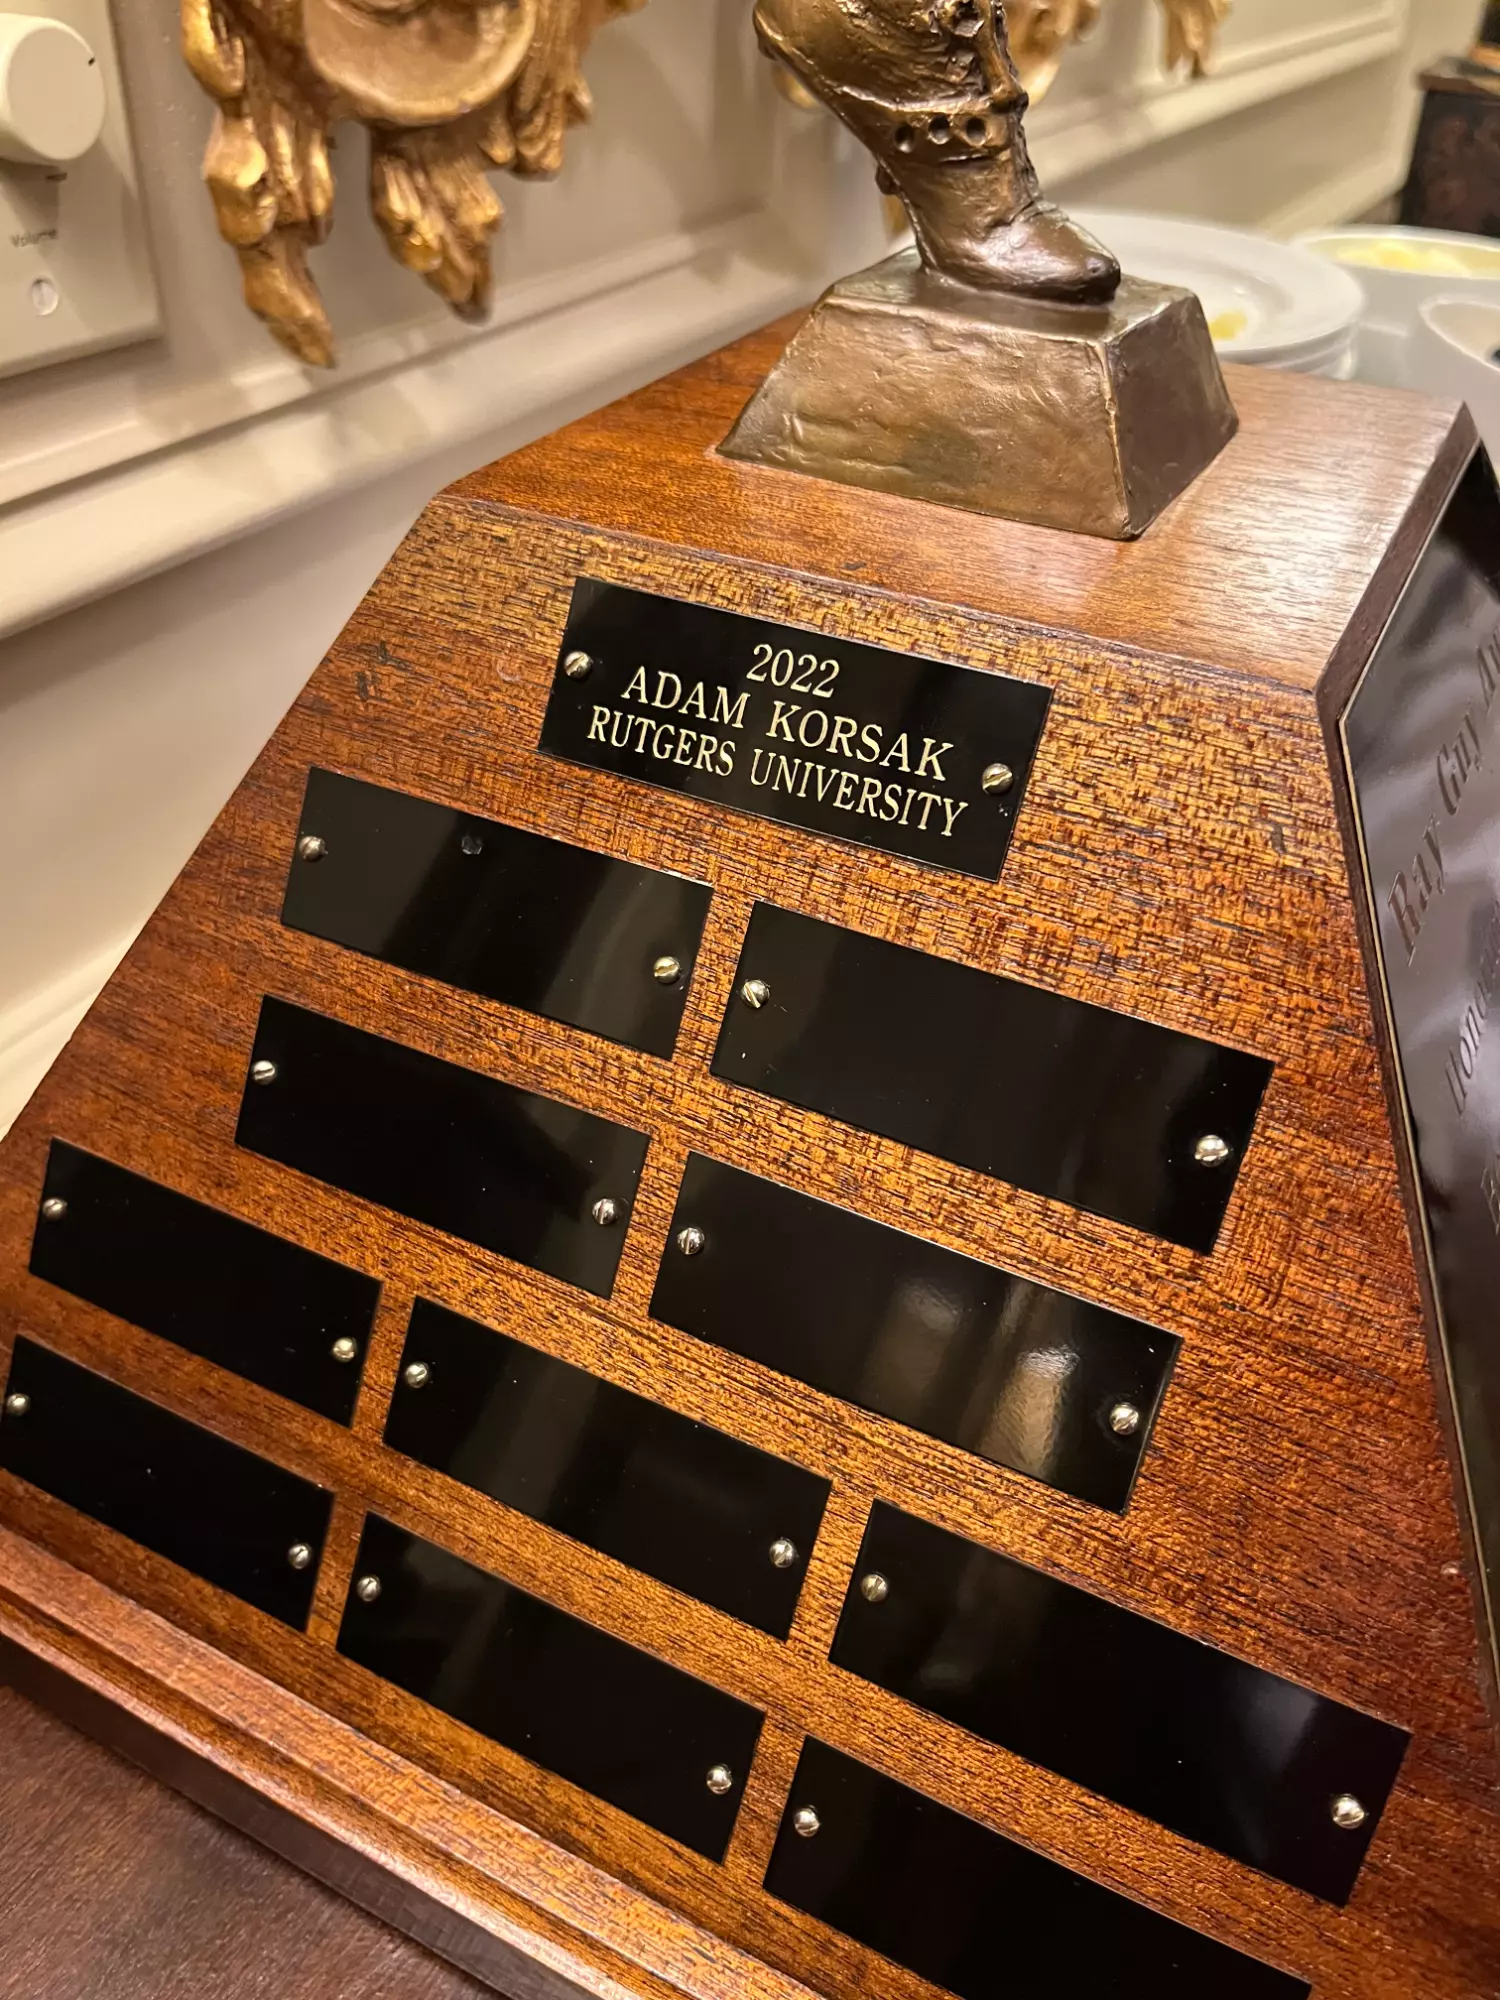 2022
ADAM KORSAK
RUTGERS UNIVERSITY
Ray Guy
Volume